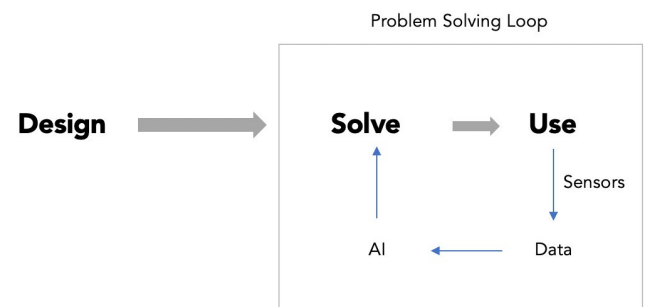 Problem Solving Loop
Design
Solve
Use
Sensors
AI
Data